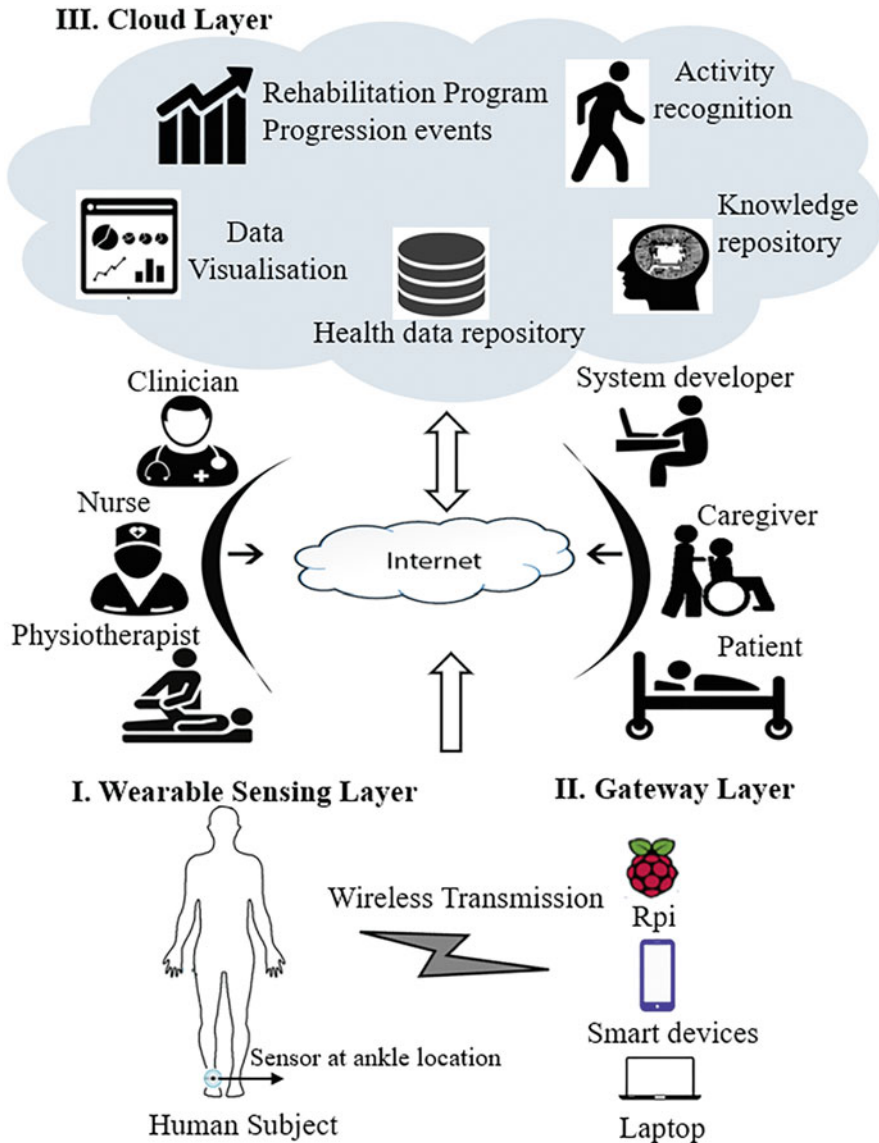 III. Cloud Layer
Rehabilitation Program
Progression events
Activity
recognition
Data
Visualisation
Knowledge
repository
Health data repository
Clinician
System developer
Nurse
Internet
Caregiver
Physiotherapist
Patient
I. Wearable Sensing Layer
II. Gateway Layer
Wireless Transmission
Rpi
Smart devices
Sensor at ankle location
Human Subject
Laptop